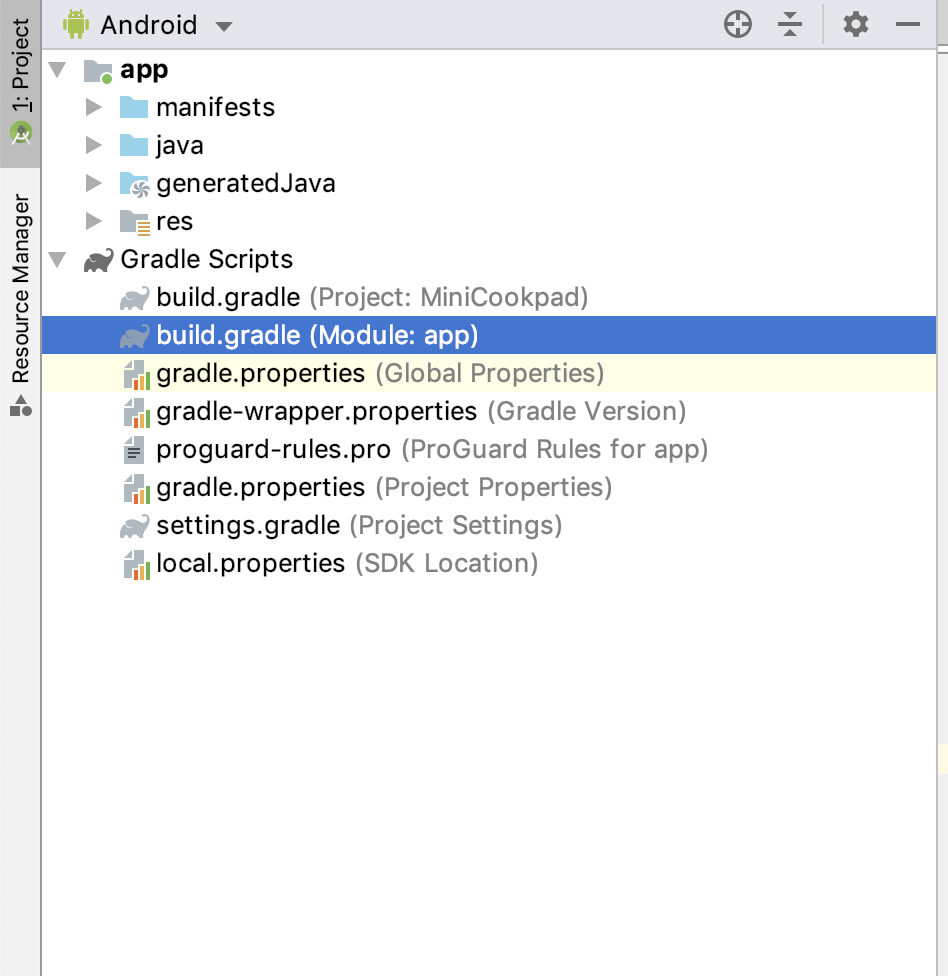 Android
1: Project
Resource Manager
app
manifests
java
generatedJava
res
Gradle Scripts
build.gradle (Project: MiniCookpad)
build.gradle (Module: app)
gradle.properties (Global Properties)
gradle-wrapper.properties (Gradle Version)
proguard-rules.pro (ProGuard Rules for app)
gradle.properties (Project Properties)
settings.gradle (Project Settings)
local.properties (SDK Location)